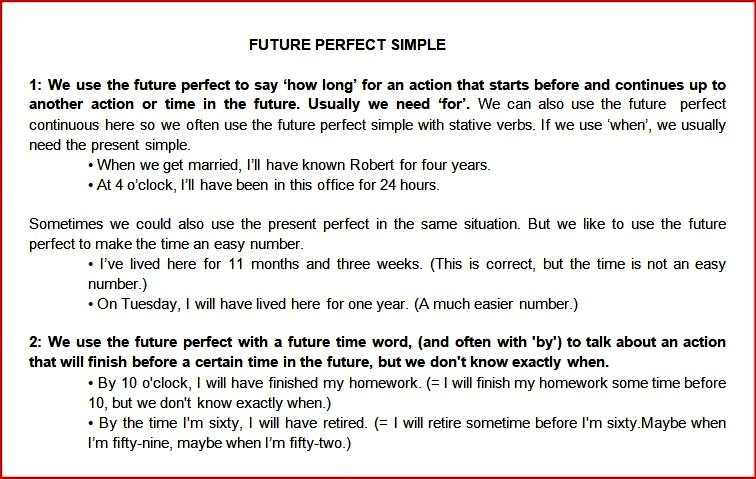 FUTURE PERFECT SIMPLE
1: We use the future perfect to say ‘how long’ for an action that starts before and continues up to
another action or time in the future. Usually we need ‘for’. We can also use the future perfect
continuous here so we often use the future perfect simple with stative verbs. If we use ‘when’, we usually
need the present simple.
• When we get married, I’ll have known Robert for four years.
• At 4 o’clock, I’ll have been in this office for 24 hours.
Sometimes we could also use the present perfect in the same situation. But we like to use the future
perfect to make the time an easy number.
• I’ve lived here for 11 months and three weeks. (This is correct, but the time is not an easy
number.)
• On Tuesday, I will have lived here for one year. (A much easier number.)
2: We use the future perfect with a future time word, (and often with 'by') to talk about an action
that will finish before a certain time in the future, but we don't know exactly when.
• By 10 o'clock, I will have finished my homework. (= I will finish my homework some time before
10, but we don't know exactly when.)
• By the time I'm sixty, I will have retired. (= I will retire sometime before I'm sixty.Maybe when
I’m fifty-nine, maybe when I’m fifty-two.)